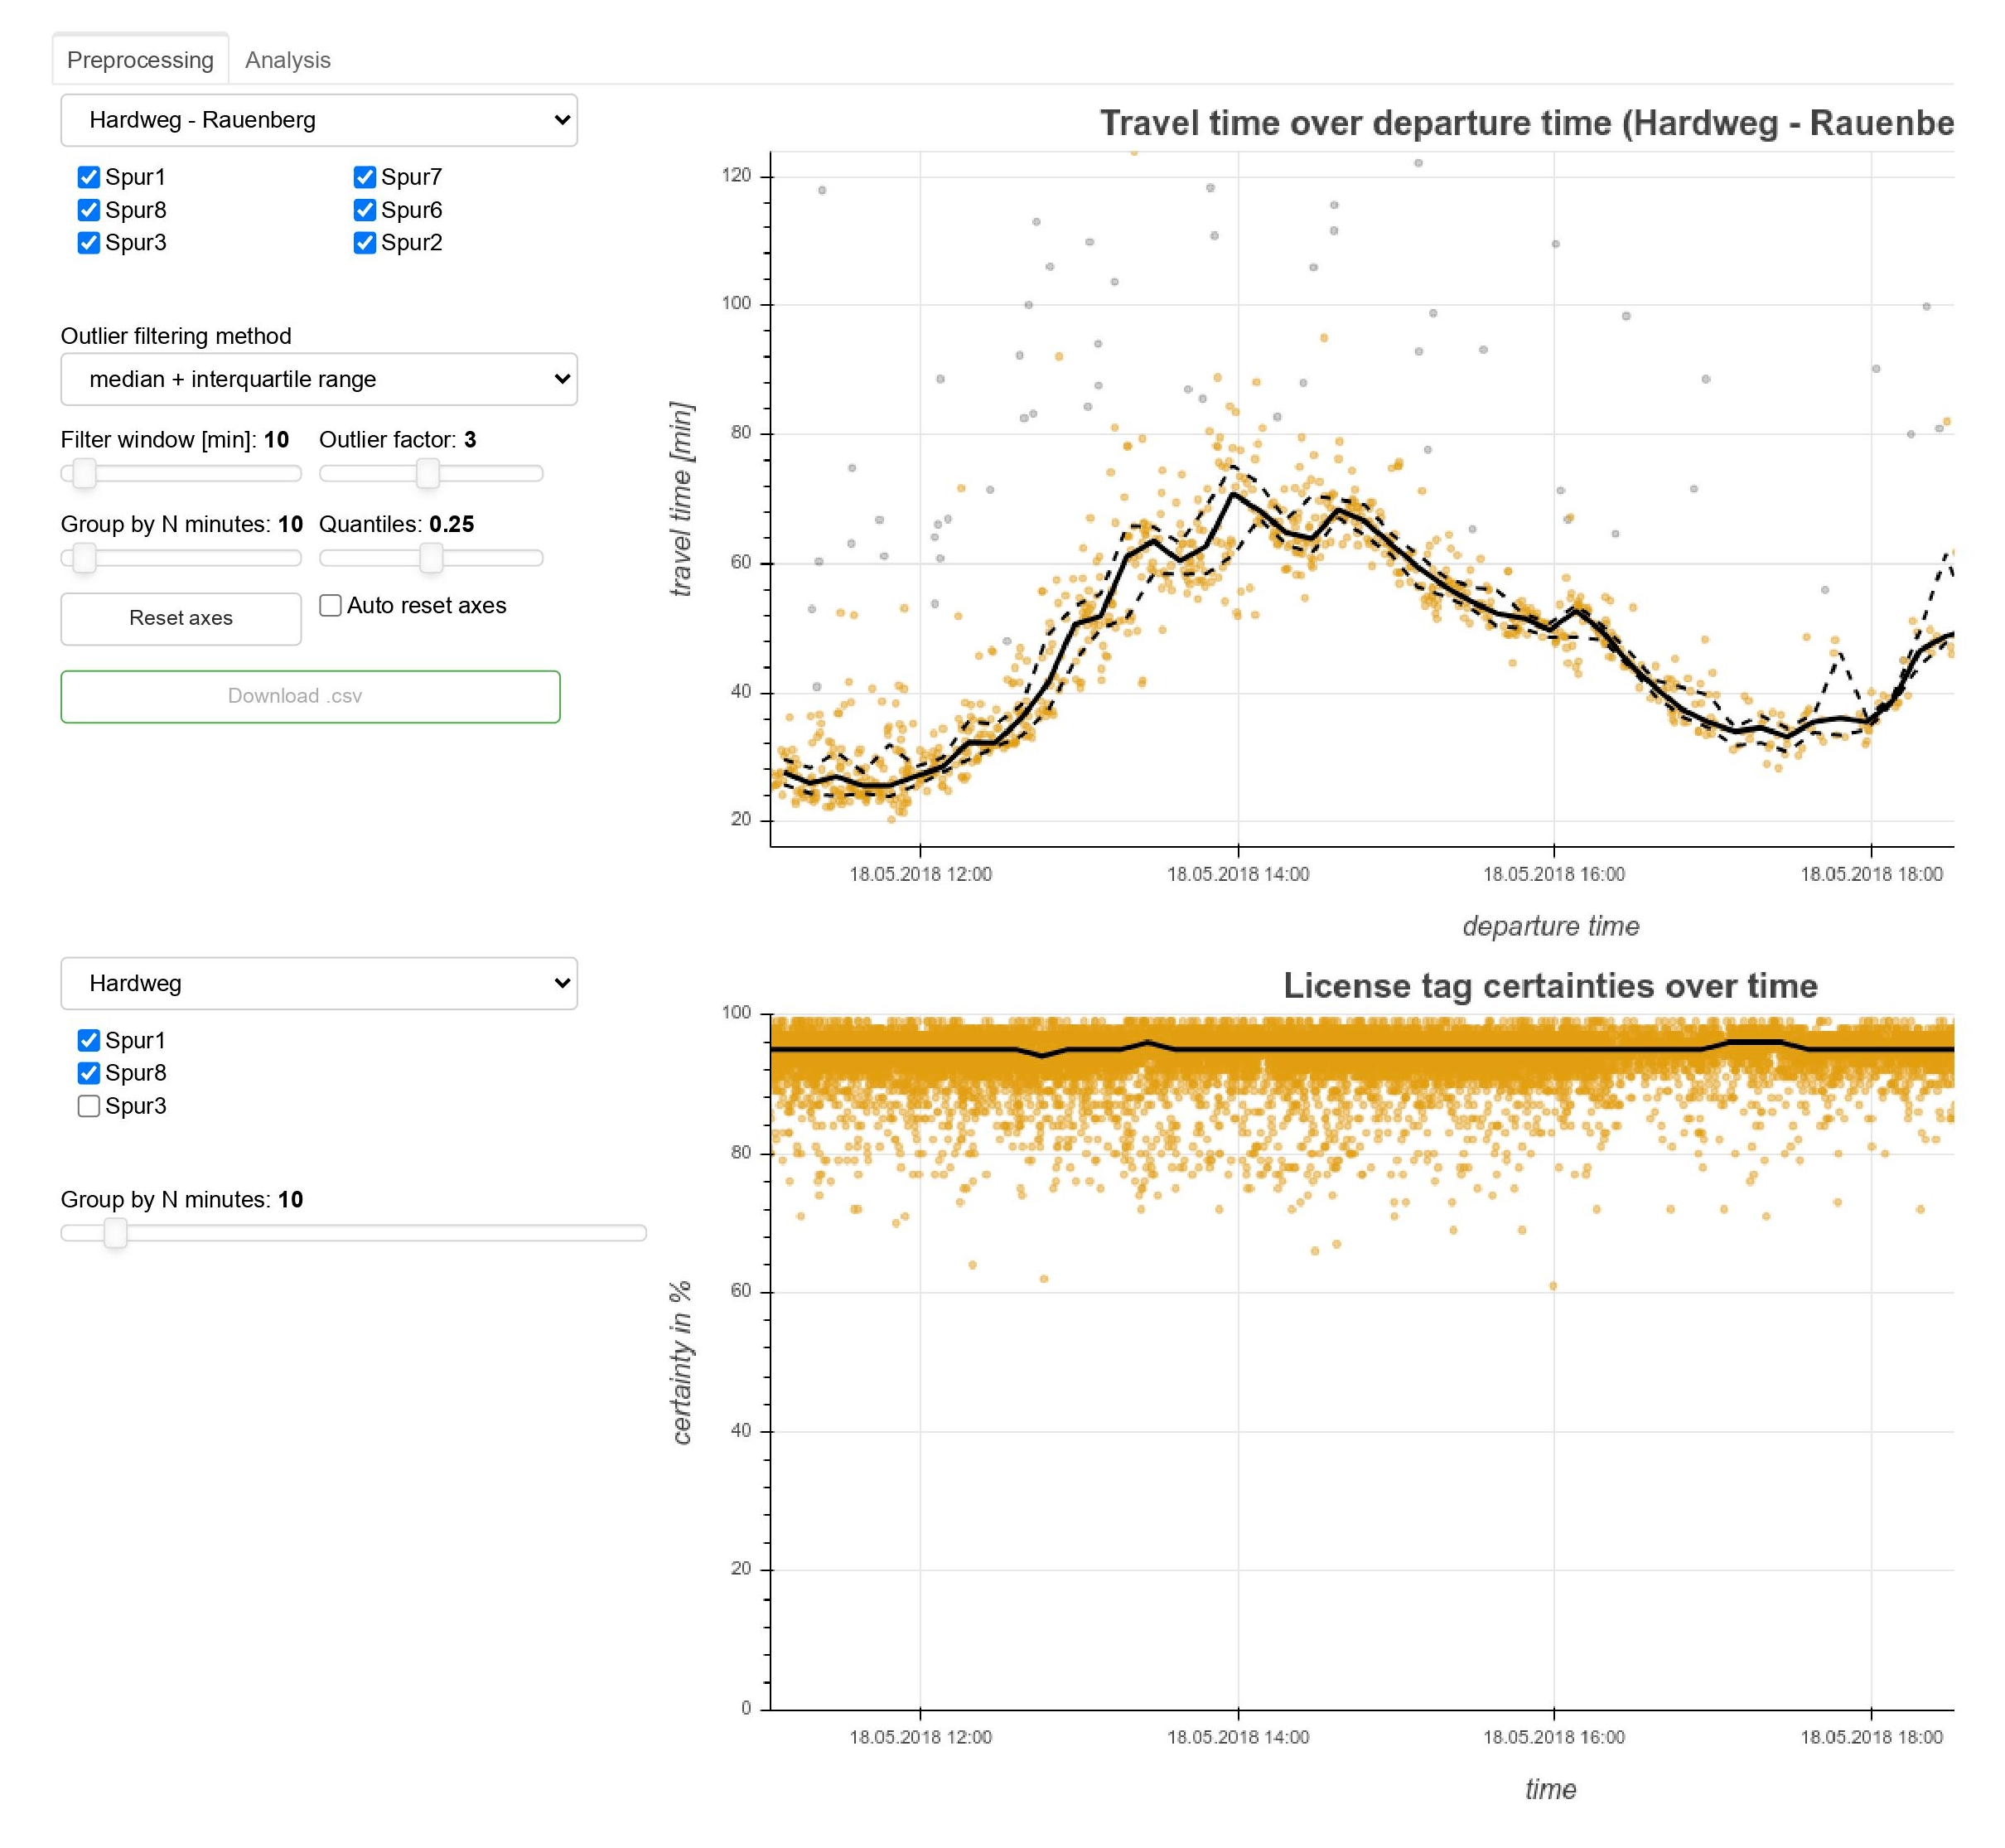 Preprocessing Analysis
Hardweg - Rauenberg
Spur1 Spur7
Spur8 Spur6
Spur3 Spur2
Outlier filtering method
median + interquartile range
Filter window [min]: 10 Outlier factor: 3
Group by N minutes: 10 Quantiles: 0.25
Reset axes Auto reset axes
Download .csv
Travel time over departure time (Hardweg - Rauenbe
travel time [min]
120
100
80
60
40
20
18.05.2018 12:00 18.05.2018 14:00 18.05.2018 16:00 18.05.2018 18:00
departure time
Hardweg
Spur1
Spur8
Spur3
Group by N minutes: 10
License tag certainties over time
certainty in %
100
80
60
40
20
0
18.05.2018 12:00 18.05.2018 14:00 18.05.2018 16:00 18.05.2018 18:00
time